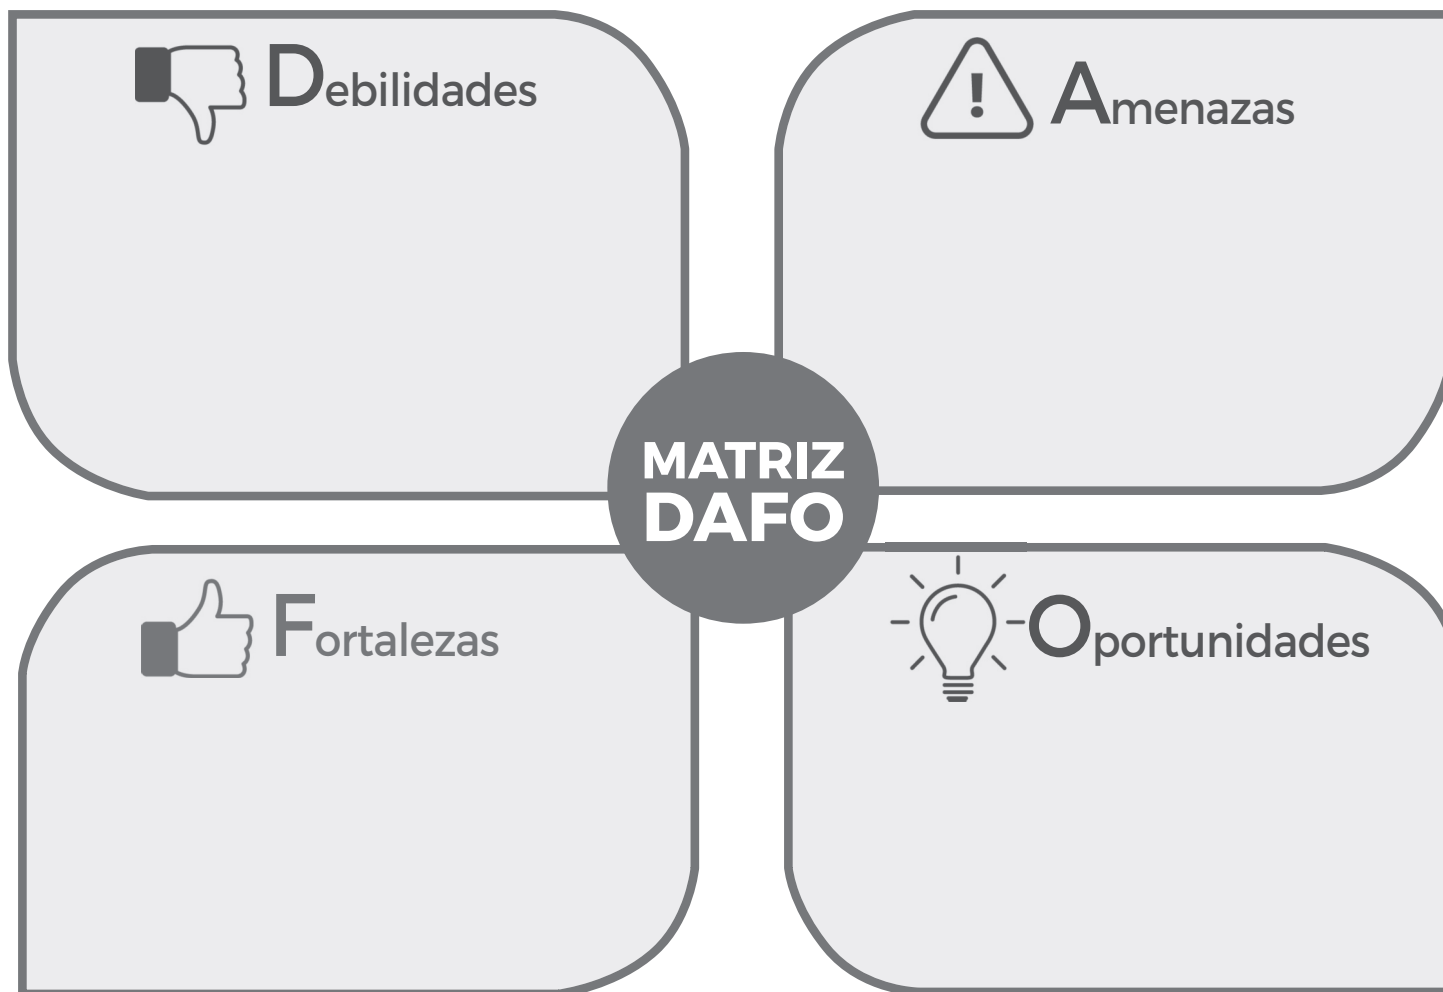 Debilidades
Amenazas
MATRIZ
DAFO
Fortalezas
Oportunidades